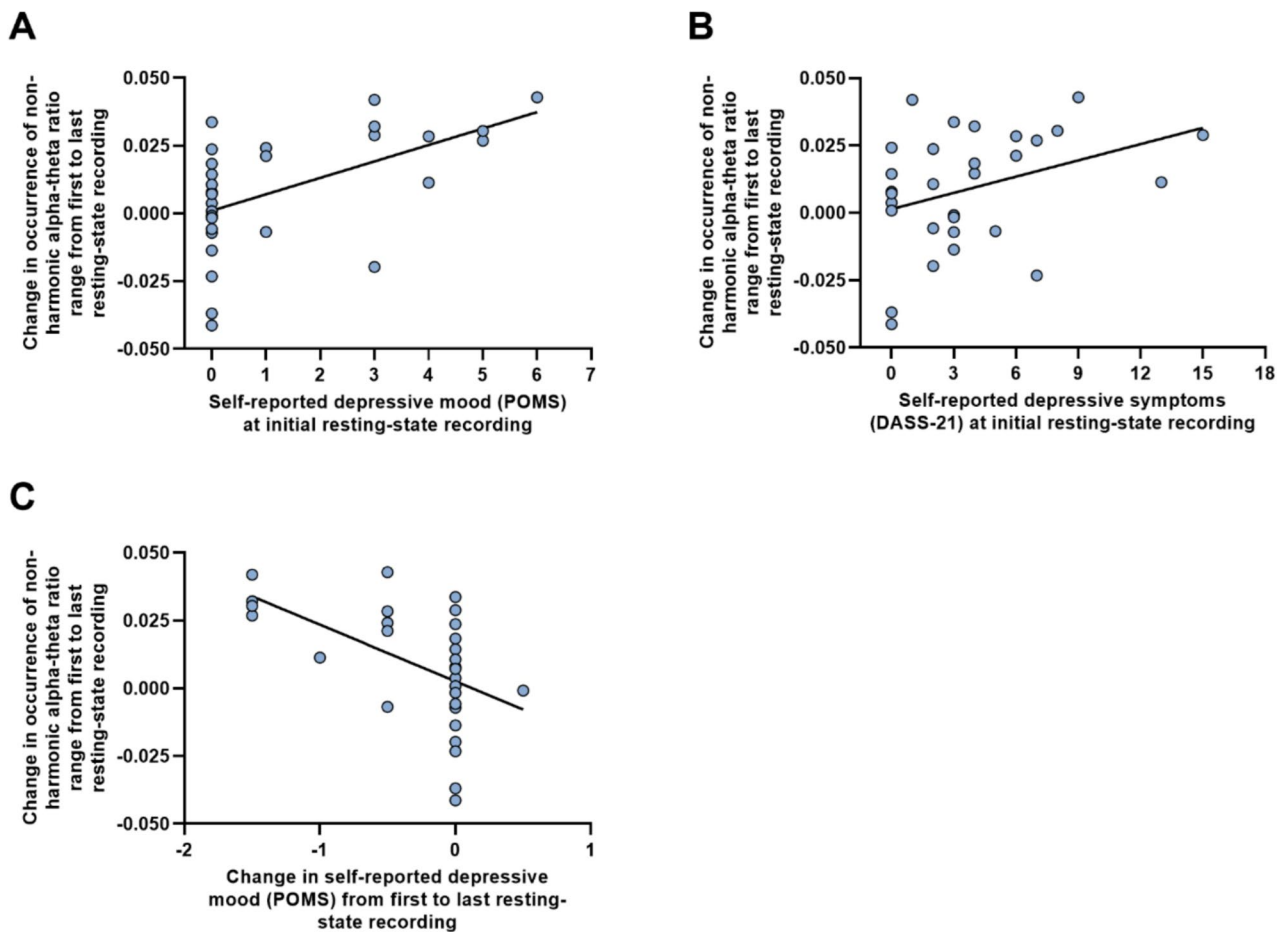 A
Change in occurrence of non-
harmonic alpha-theta ratio
range from first to last
resting-state recording
0.050
0.025
0.000
-0.025
-0.050
0 1 2 3 4 5 6 7
Self-reported depressive mood (POMS)
at initial resting-state recording
B
Change in occurrence of non-
harmonic alpha-theta ratio
range from first to last
resting-state recording
0.050
0.025
0.000
-0.025
-0.050
0 3 6 9 12 15 18
Self-reported depressive symptoms
(DASS-21) at initial resting-state recording
C
Change in occurrence of non-
harmonic alpha-theta ratio
range from first to last
resting-state recording
0.050
0.025
0.000
-0.025
-0.050
-2 -1 0 1
Change in self-reported depressive
mood (POMS) from first to last resting-
state recording